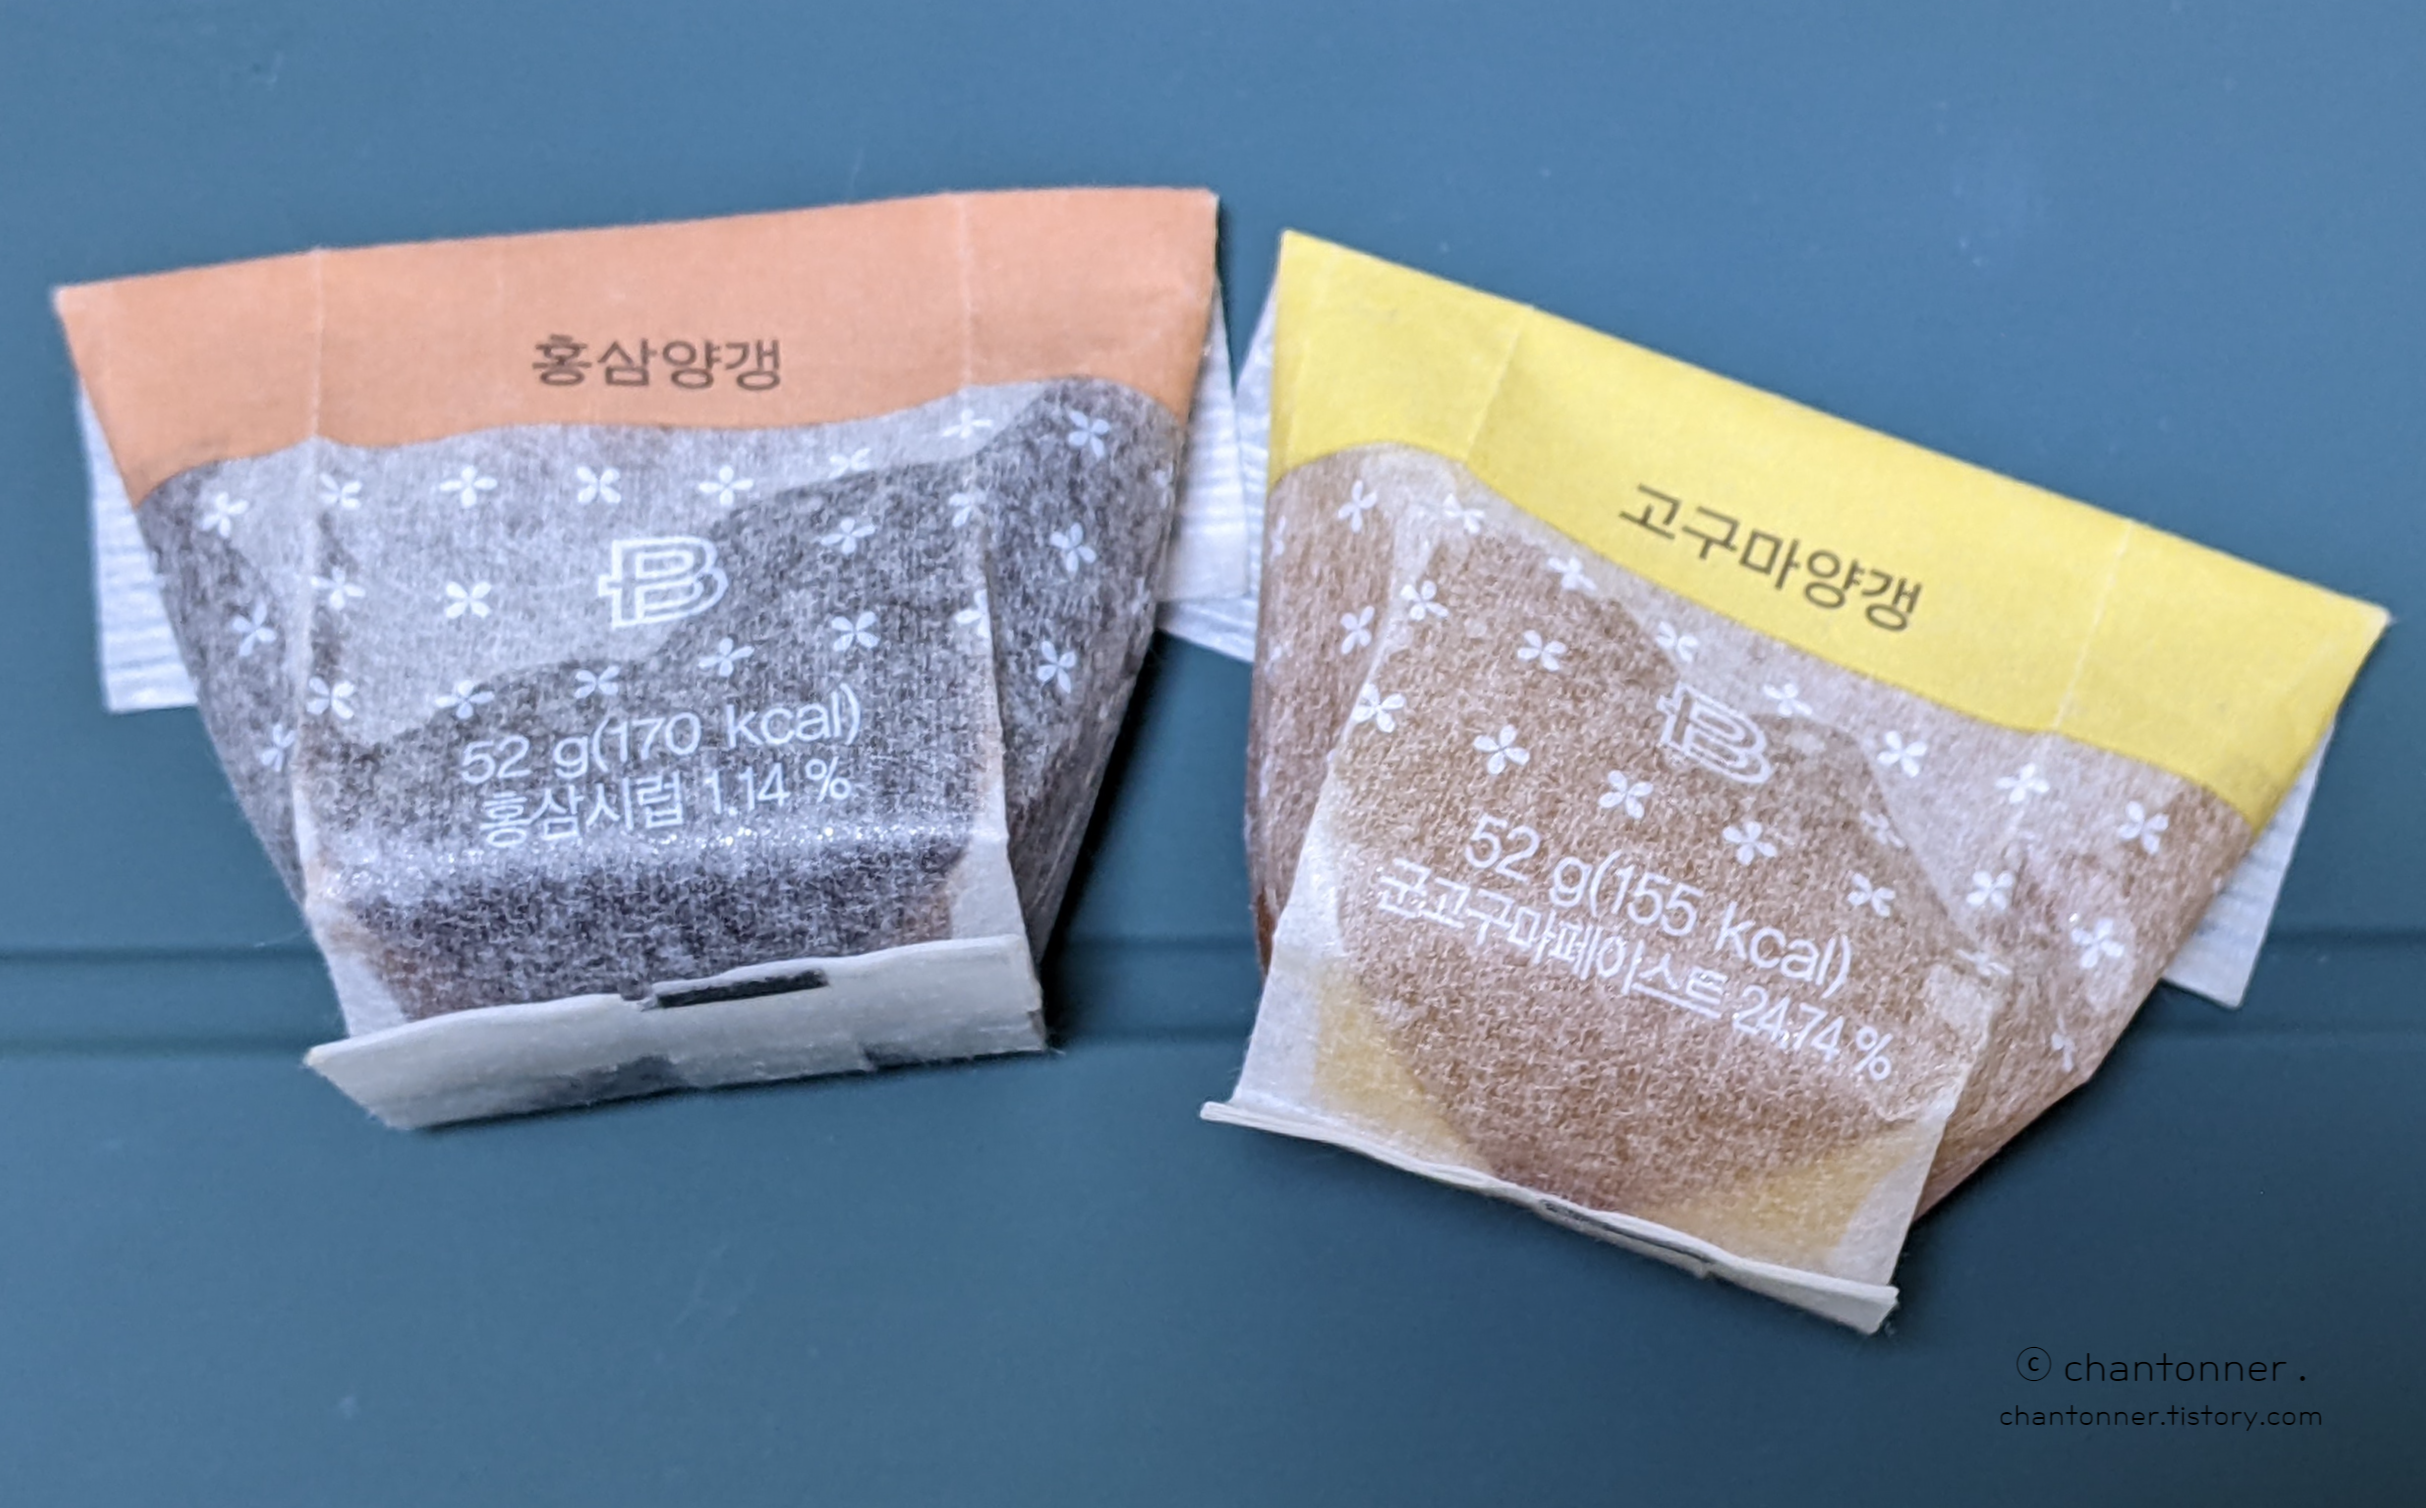 홍삼양갱
B
52 g(170 kcal)
홍삼시럽 1.14 %
고구마양갱
B
52 g(155 kcal)
군고구마페이스트 24.74 %
ⓒ chantonner .
chantonner.tistory.com